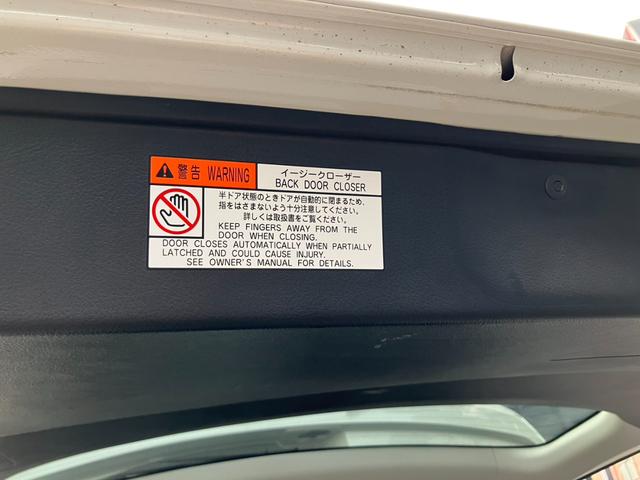 警告 WARNING
イージークローザー
BACK DOOR CLOSER
半ドア状態のときドアが自動的に閉まるため、
指をはさまないよう十分注意してください。
詳しくは取扱書をご覧ください。
KEEP FINGERS AWAY FROM THE
DOOR WHEN CLOSING.
DOOR CLOSES AUTOMATICALLY WHEN PARTIALLY
LATCHED AND COULD CAUSE INJURY.
SEE OWNER'S MANUAL FOR DETAILS.